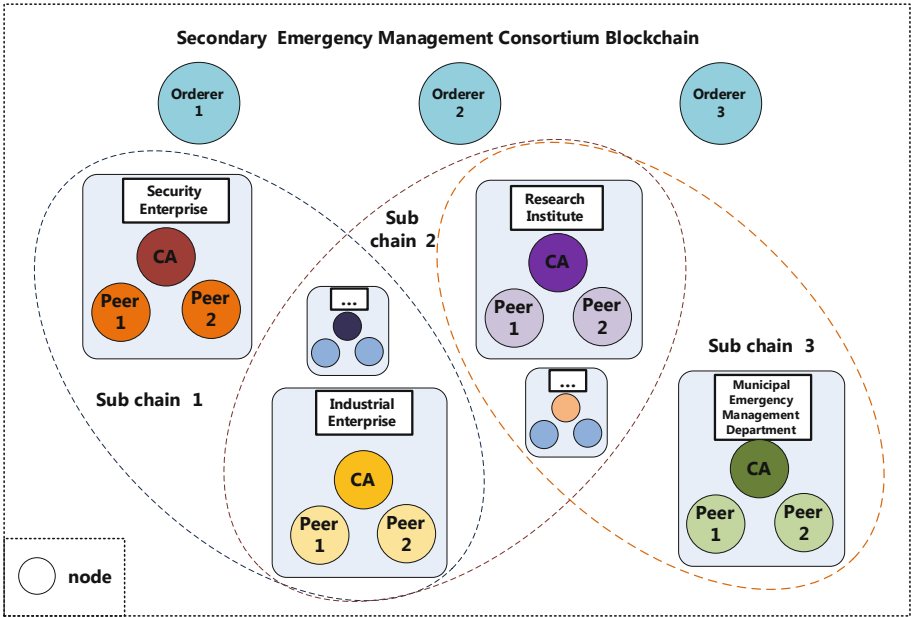 Secondary Emergency Management Consortium Blockchain
Orderer
1
Orderer
2
Orderer
3
Security
Enterprise
CA
Peer
1
Peer
2
Sub chain 1
Sub
chain 2
...
Industrial
Enterprise
CA
Peer
1
Peer
2
Research
Institute
CA
Peer
1
Peer
2
...
Sub chain 3
Municipal
Emergency
Management
Department
CA
Peer
1
Peer
2
node